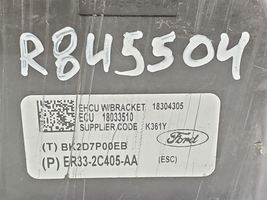 R845504
EHCU W/BRACKET 18304305
ECU 18033510
SUPPLIER CODE K361Y
Ford
(T) BK2D7P00EB
(P) ER33-2C405-AA (ESC)